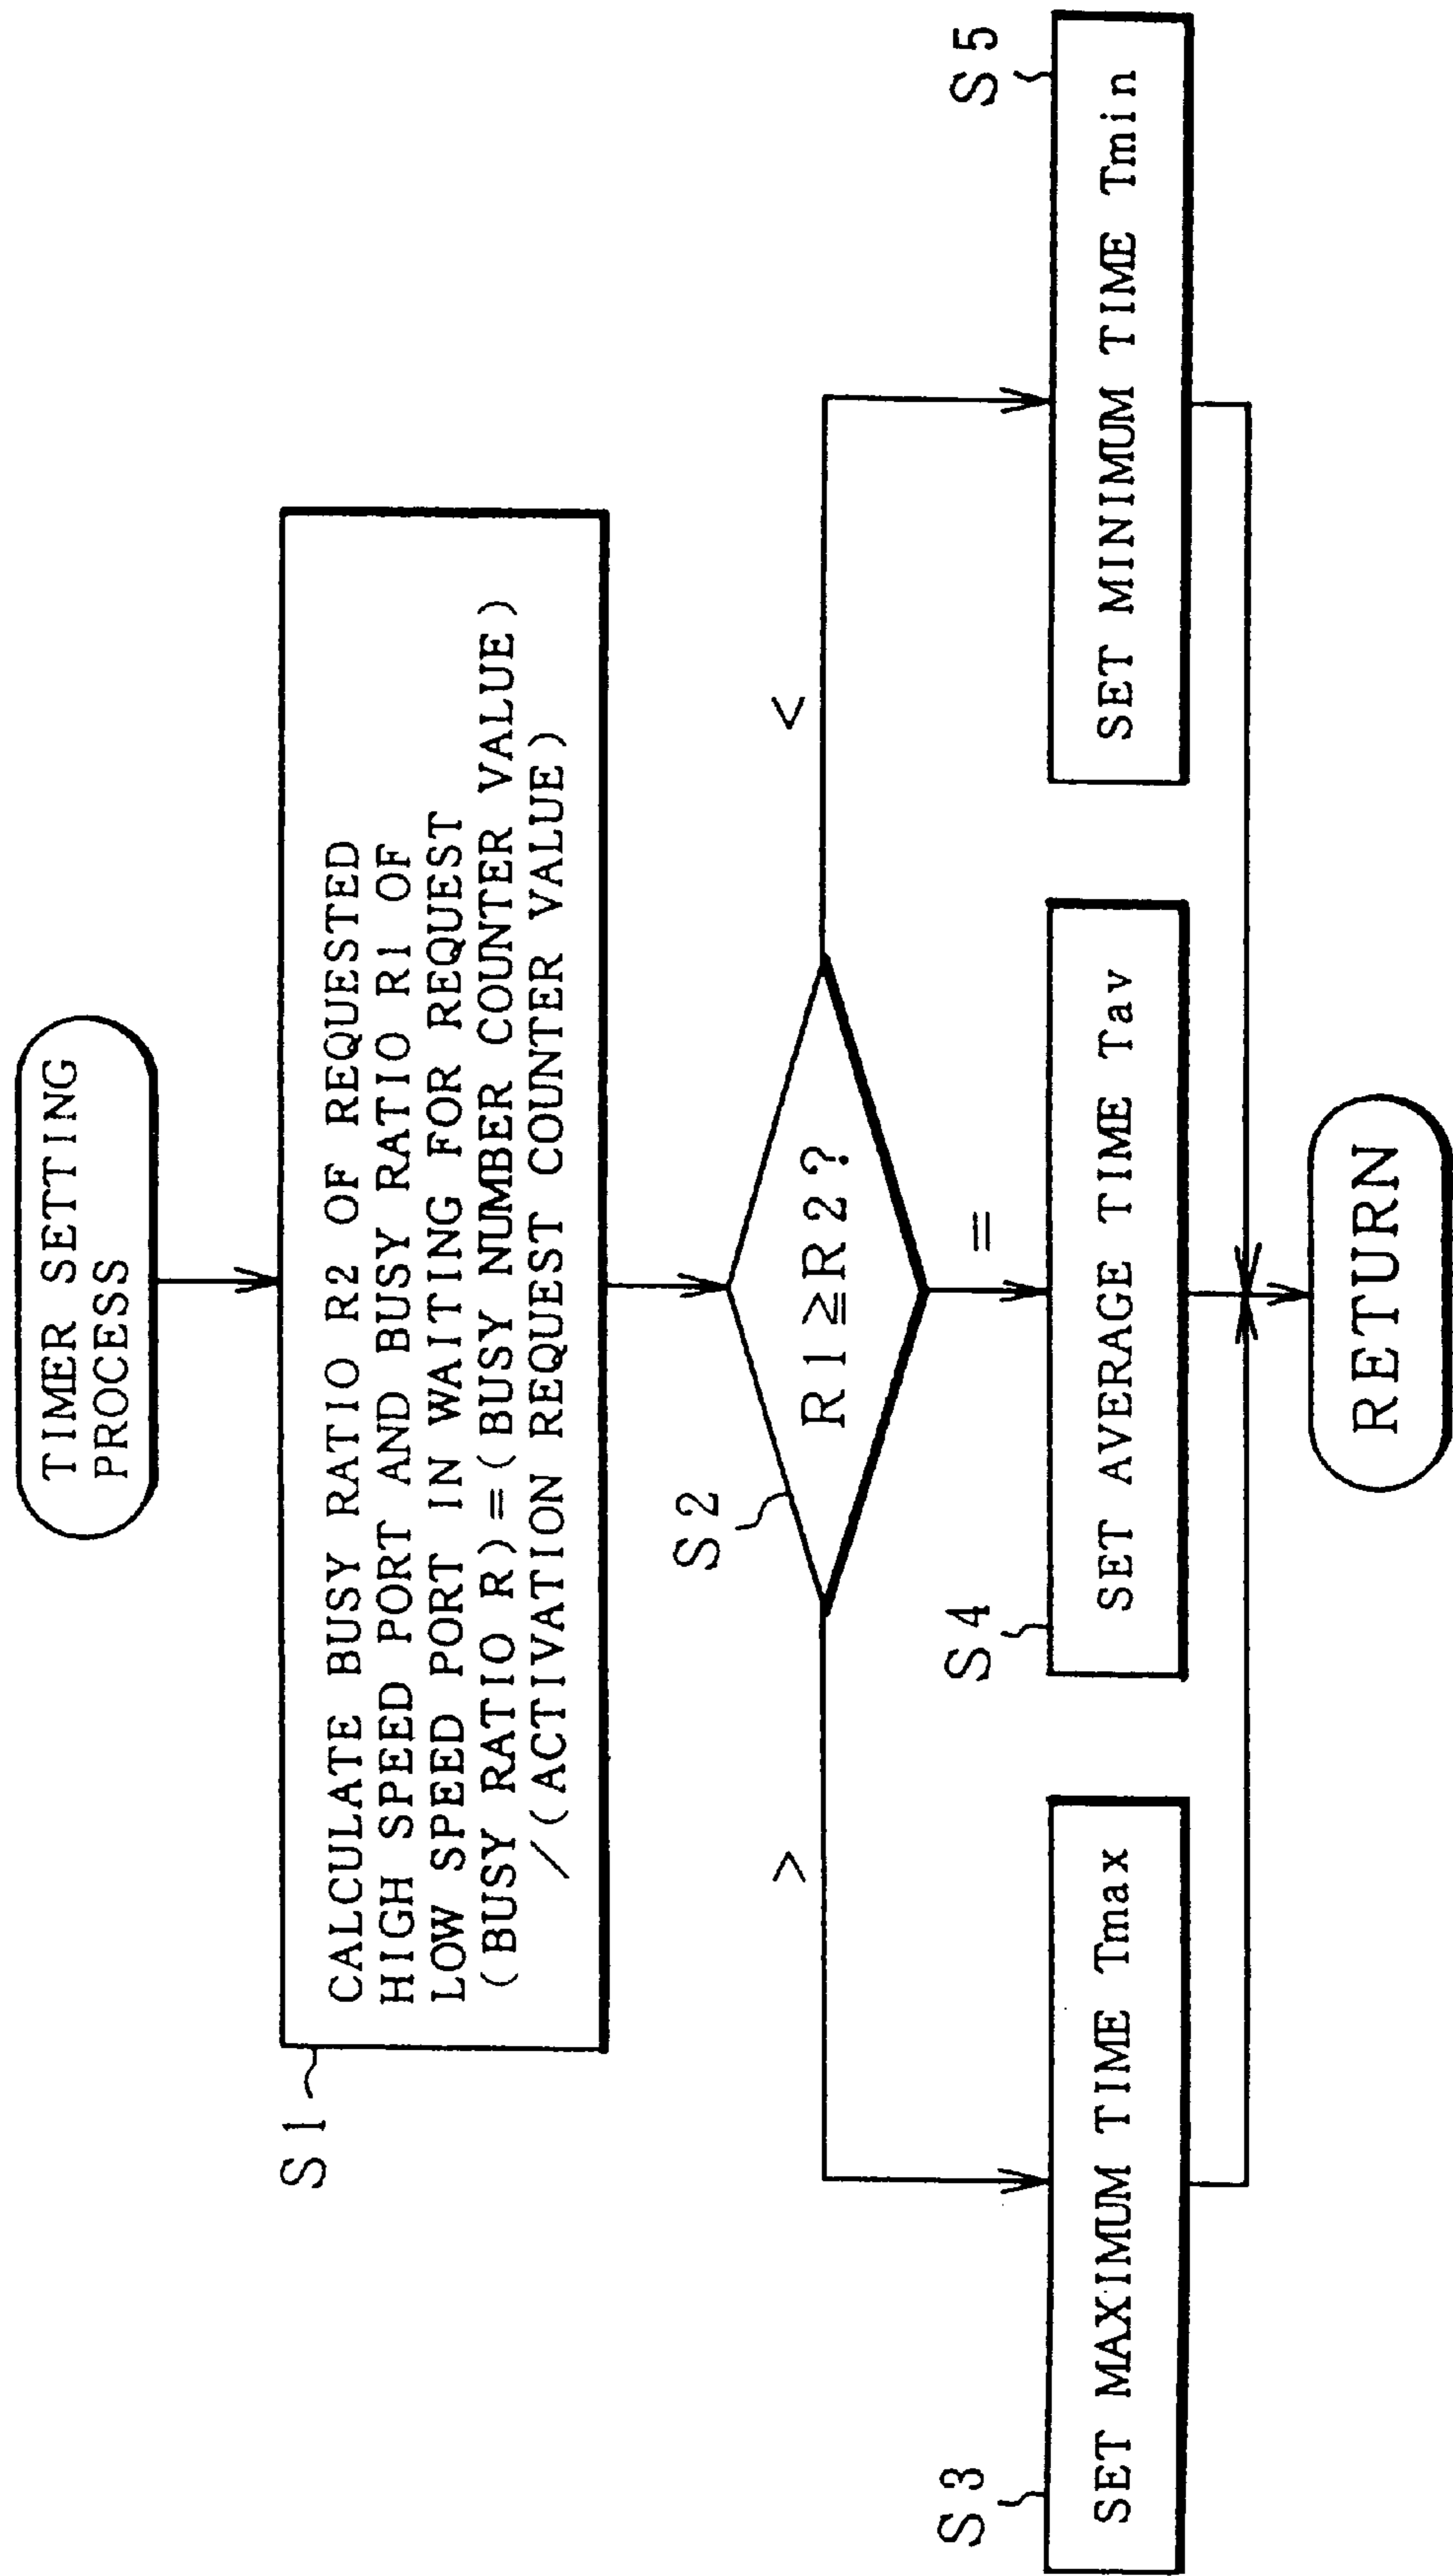 TIMER SETTING
PROCESS
S1
CALCULATE BUSY RATIO R2 OF REQUESTED
HIGH SPEED PORT AND BUSY RATIO R1 OF
LOW SPEED PORT IN WAITING FOR REQUEST
(BUSY RATIO R)=(BUSY NUMBER COUNTER VALUE)
/(ACTIVATION REQUEST COUNTER VALUE)
S2
R1≧R2?
>
=
<
S3
SET MAXIMUM TIME Tmax
S4
SET AVERAGE TIME Tav
S5
SET MINIMUM TIME Tmin
RETURN